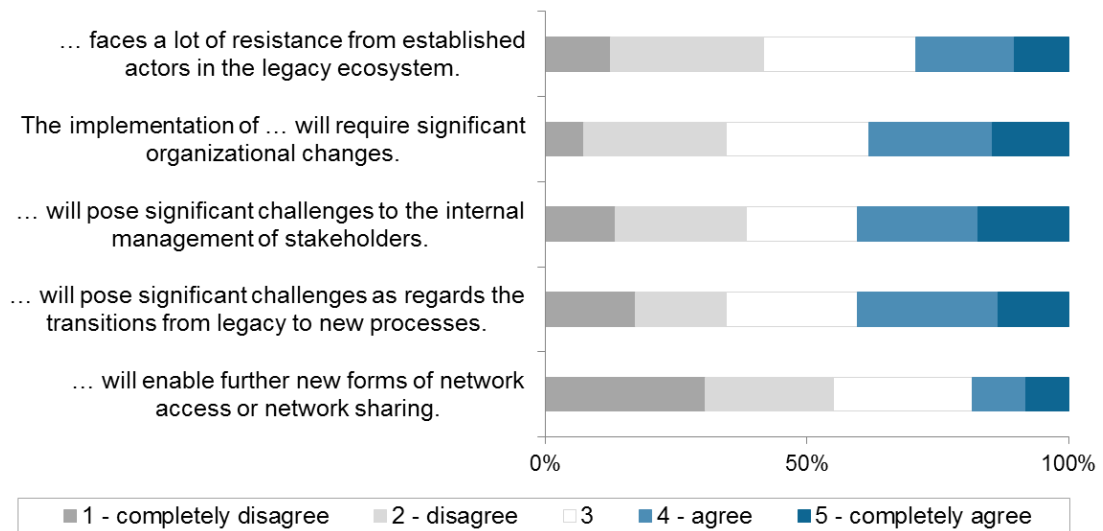 … faces a lot of resistance from established
actors in the legacy ecosystem.
The implementation of … will require significant
organizational changes.
… will pose significant challenges to the internal
management of stakeholders.
… will pose significant challenges as regards the
transitions from legacy to new processes.
… will enable further new forms of network
access or network sharing.
0% 50% 100%
1 - completely disagree 2 - disagree 3 4 - agree 5 - completely agree